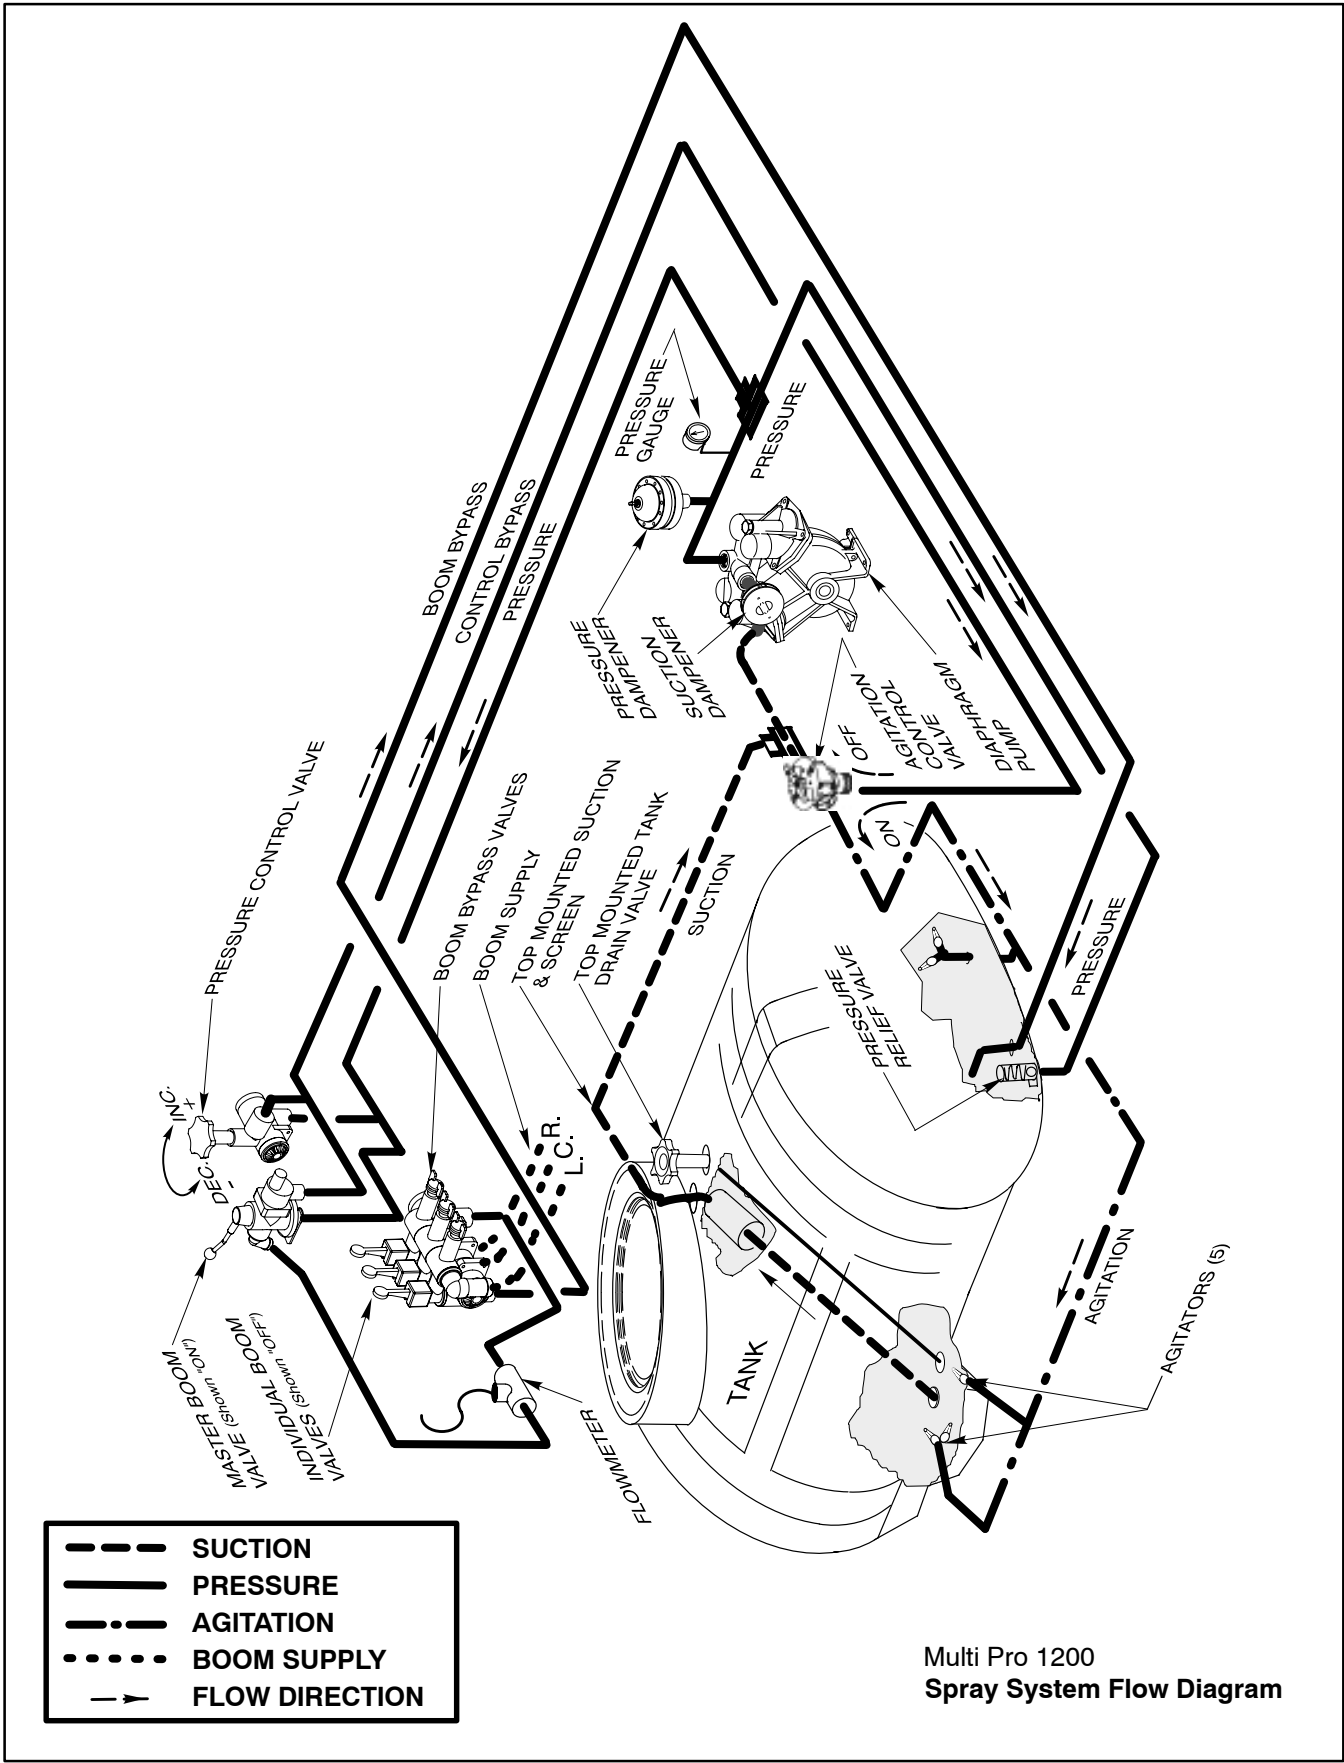 PRESSURE
GAUGE
PRESSURE
BOOM BYPASS
CONTROL BYPASS
PRESSURE
PRESSURE
DAMPENER
SUCTION
DAMPENER
OFF
AGITATION
CONTROL
VALVE
DIAPHRAGM
PUMP
PRESSURE CONTROL VALVE
BOOM BYPASS VALVES
BOOM SUPPLY
TOP MOUNTED SUCTION
& SCREEN
TOP MOUNTED TANK
DRAIN VALVE
SUCTION
ON
PRESSURE
RELIEF VALVE
PRESSURE
INC.
+
DEC.
–
R.
C.
L.
AGITATION
AGITATORS (5)
TANK
MASTER BOOM
VALVE (Shown "ON")
INDIVIDUAL BOOM
VALVES (Shown "OFF")
FLOWMETER
SUCTION
PRESSURE
AGITATION
BOOM SUPPLY
FLOW DIRECTION
Multi Pro 1200
Spray System Flow Diagram